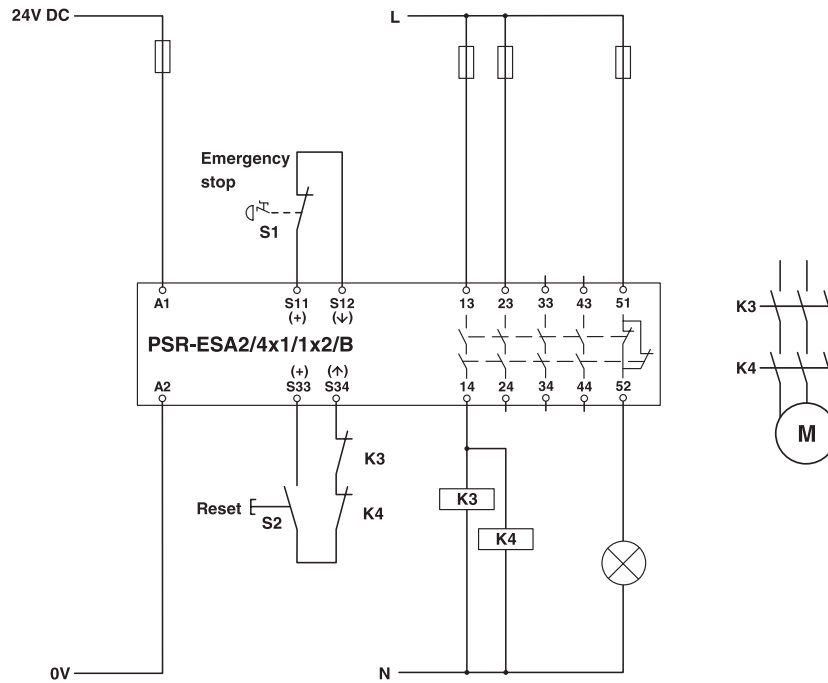 24V DC
L
Emergency
stop
S1
A1
S11
S12
13
23
33
43
51
(+)
(↓)
PSR-ESA2/4x1/1x2/B
(+)
(↑)
A2
S33
S34
14
24
34
44
52
K3
K4
M
K3
Reset
S2
K4
K3
K4
0V
N